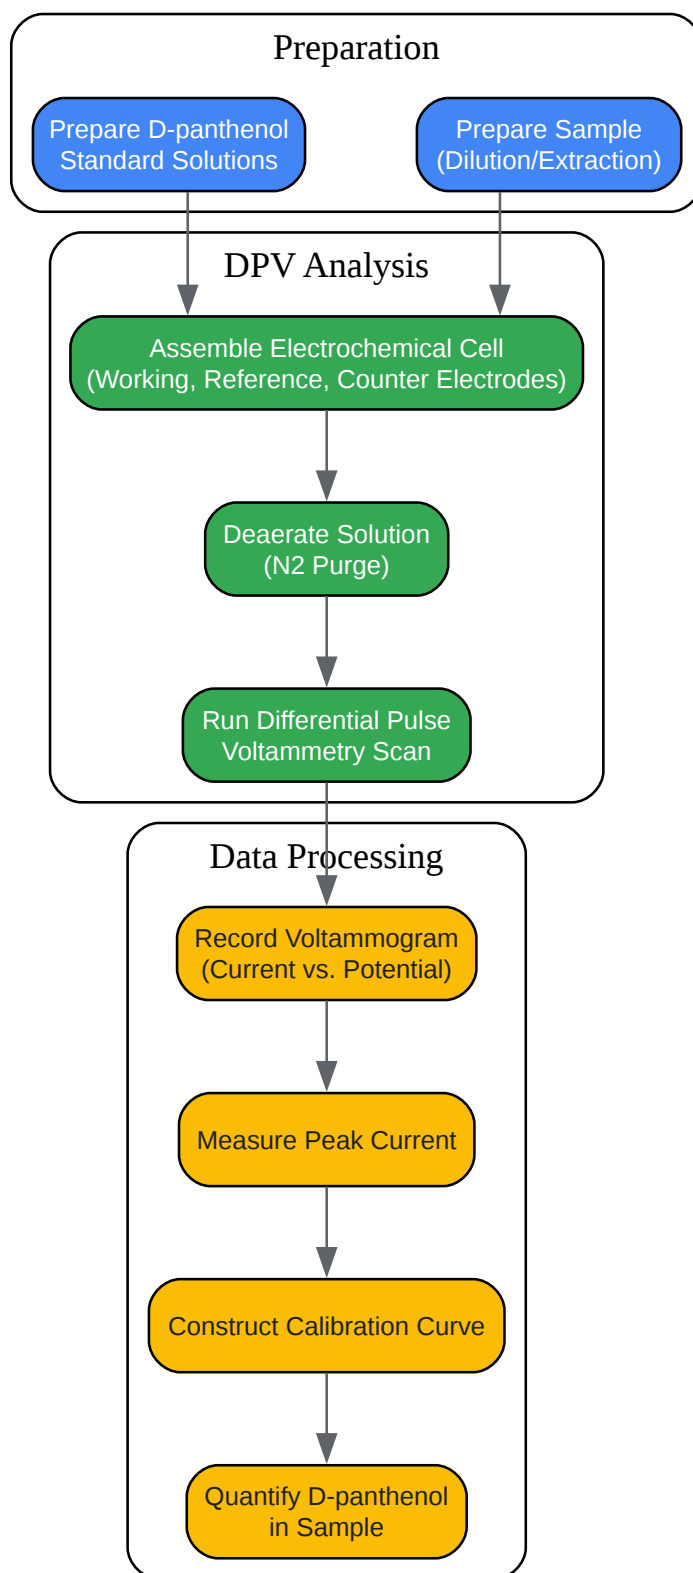 Preparation
Prepare D-panthenol
Standard Solutions
Prepare Sample
(Dilution/Extraction)
DPV Analysis
Assemble Electrochemical Cell
(Working, Reference, Counter Electrodes)
Deaerate Solution
(N2 Purge)
Run Differential Pulse
Voltammetry Scan
Data Processing
Record Voltammogram
(Current vs. Potential)
Measure Peak Current
Construct Calibration Curve
Quantify D-panthenol
in Sample